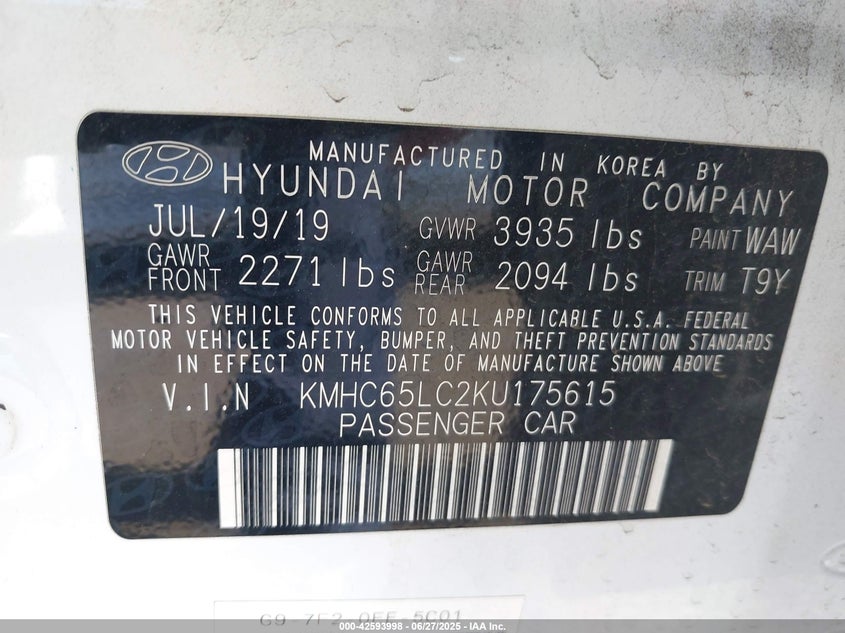 MANUFACTURED IN KOREA BY
HYUNDAI MOTOR COMPANY
JUL/19/19 GVWR 3935 lbs PAINT WAW
GAWR FRONT 2271 lbs GAWR REAR 2094 lbs TRIM T9Y
THIS VEHICLE CONFORMS TO ALL APPLICABLE U.S.A. FEDERAL
MOTOR VEHICLE SAFETY, BUMPER, AND THEFT PREVENTION STANDARDS
IN EFFECT ON THE DATE OF MANUFACTURE SHOWN ABOVE
V.I.N KMHC65LC2KU175615
PASSENGER CAR
000-42593998 - 06/27/2025 - IAA Inc.